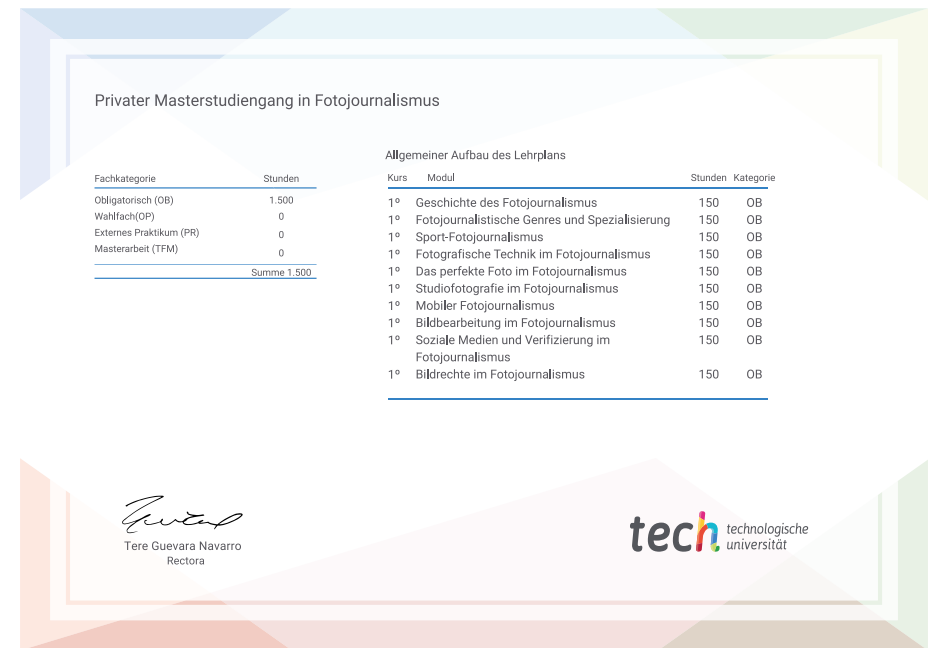 Privater Masterstudiengang in Fotojournalismus
Fachkategorie Stunden
Obligatorisch (OB) 1.500
Wahlfach(OP) 0
Externes Praktikum (PR) 0
Masterarbeit (TFM) 0
Summe 1.500
Allgemeiner Aufbau des Lehrplans
Kurs Modul Stunden Kategorie
1º Geschichte des Fotojournalismus 150 OB
1º Fotojournalistische Genres und Spezialisierung 150 OB
1º Sport-Fotojournalismus 150 OB
1º Fotografische Technik im Fotojournalismus 150 OB
1º Das perfekte Foto im Fotojournalismus 150 OB
1º Studiofotografie im Fotojournalismus 150 OB
1º Mobiler Fotojournalismus 150 OB
1º Bildbearbeitung im Fotojournalismus 150 OB
1º Soziale Medien und Verifizierung im 150 OB
Fotojournalismus
1º Bildrechte im Fotojournalismus 150 OB
Tere Guevara Navarro
Rectora
tech technologische
universität